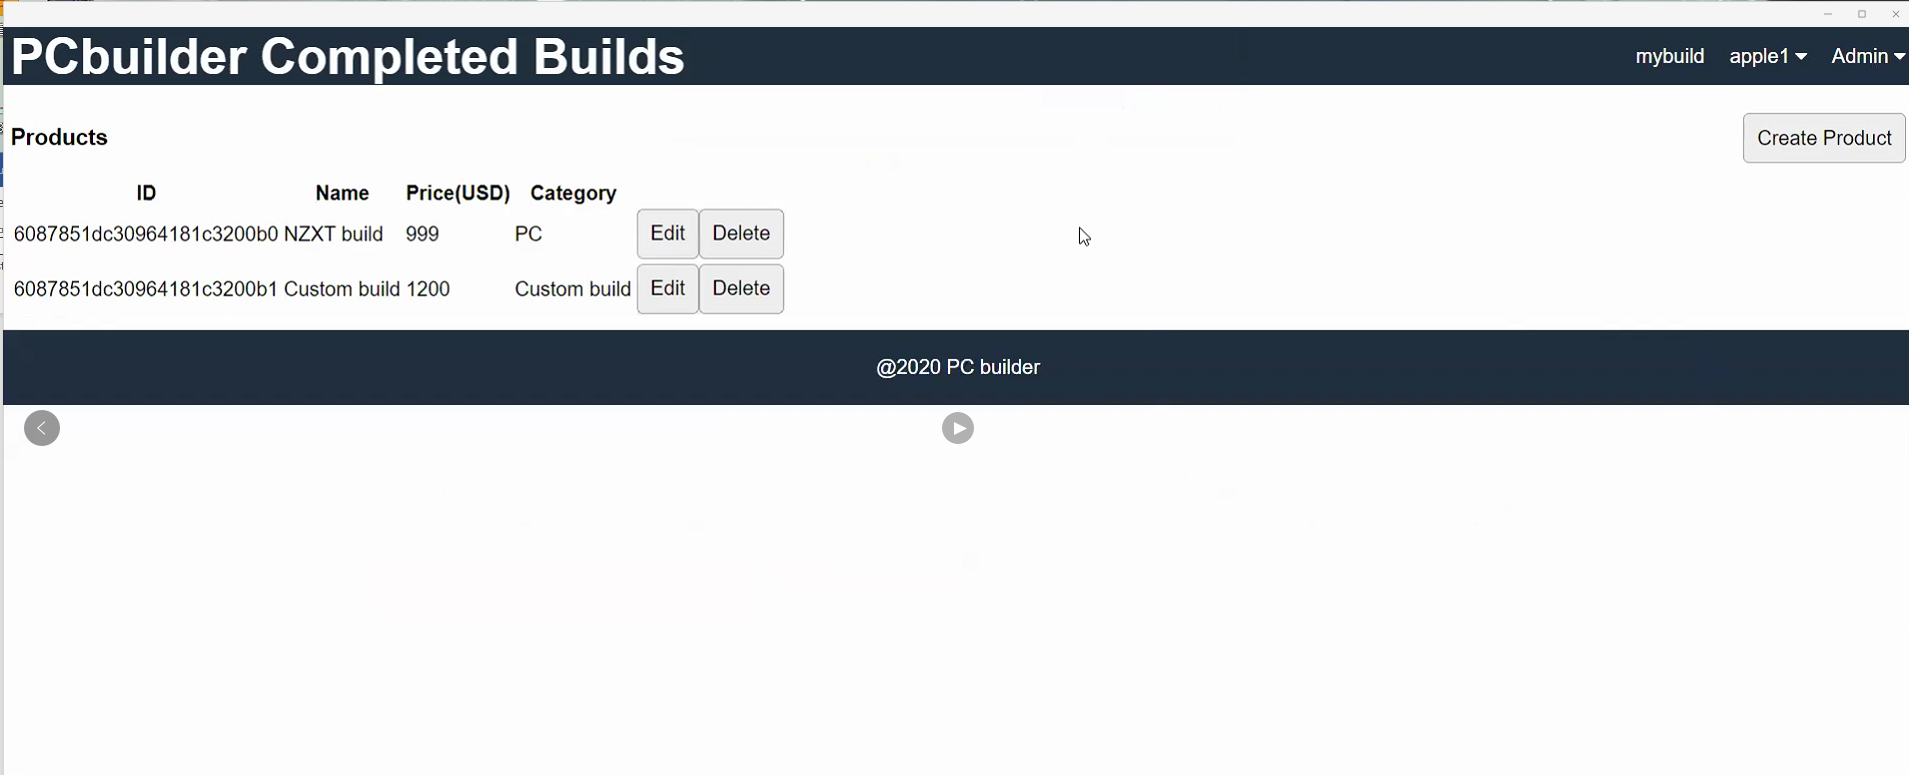 PCbuilder Completed Builds mybuild apple1 Admin
Products Create Product
ID Name Price(USD) Category
6087851dc30964181c3200b0 NZXT build 999 PC Edit Delete
6087851dc30964181c3200b1 Custom build 1200 Custom build Edit Delete
@2020 PC builder